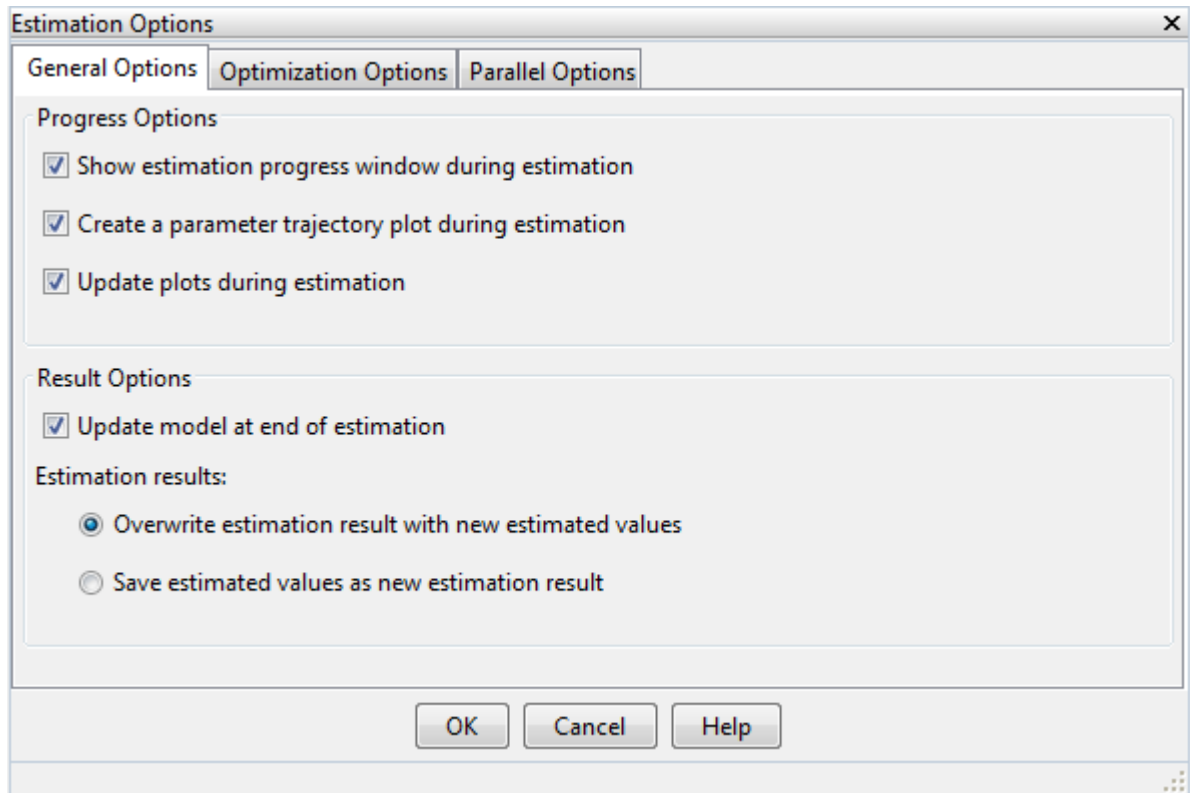 Estimation Options
General Options Optimization Options Parallel Options
Progress Options
Show estimation progress window during estimation
Create a parameter trajectory plot during estimation
Update plots during estimation
Result Options
Update model at end of estimation
Estimation results:
Overwrite estimation result with new estimated values
Save estimated values as new estimation result
OK Cancel Help